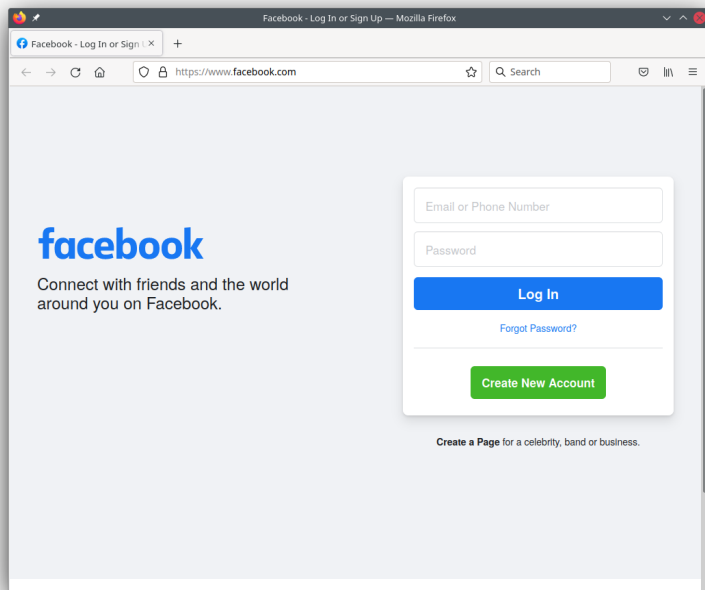 Facebook - Log In or Sign Up — Mozilla Firefox
Facebook - Log In or Sign
https://www.facebook.com
Search
facebook
Connect with friends and the world
around you on Facebook.
Email or Phone Number
Password
Log In
Forgot Password?
Create New Account
Create a Page for a celebrity, band or business.